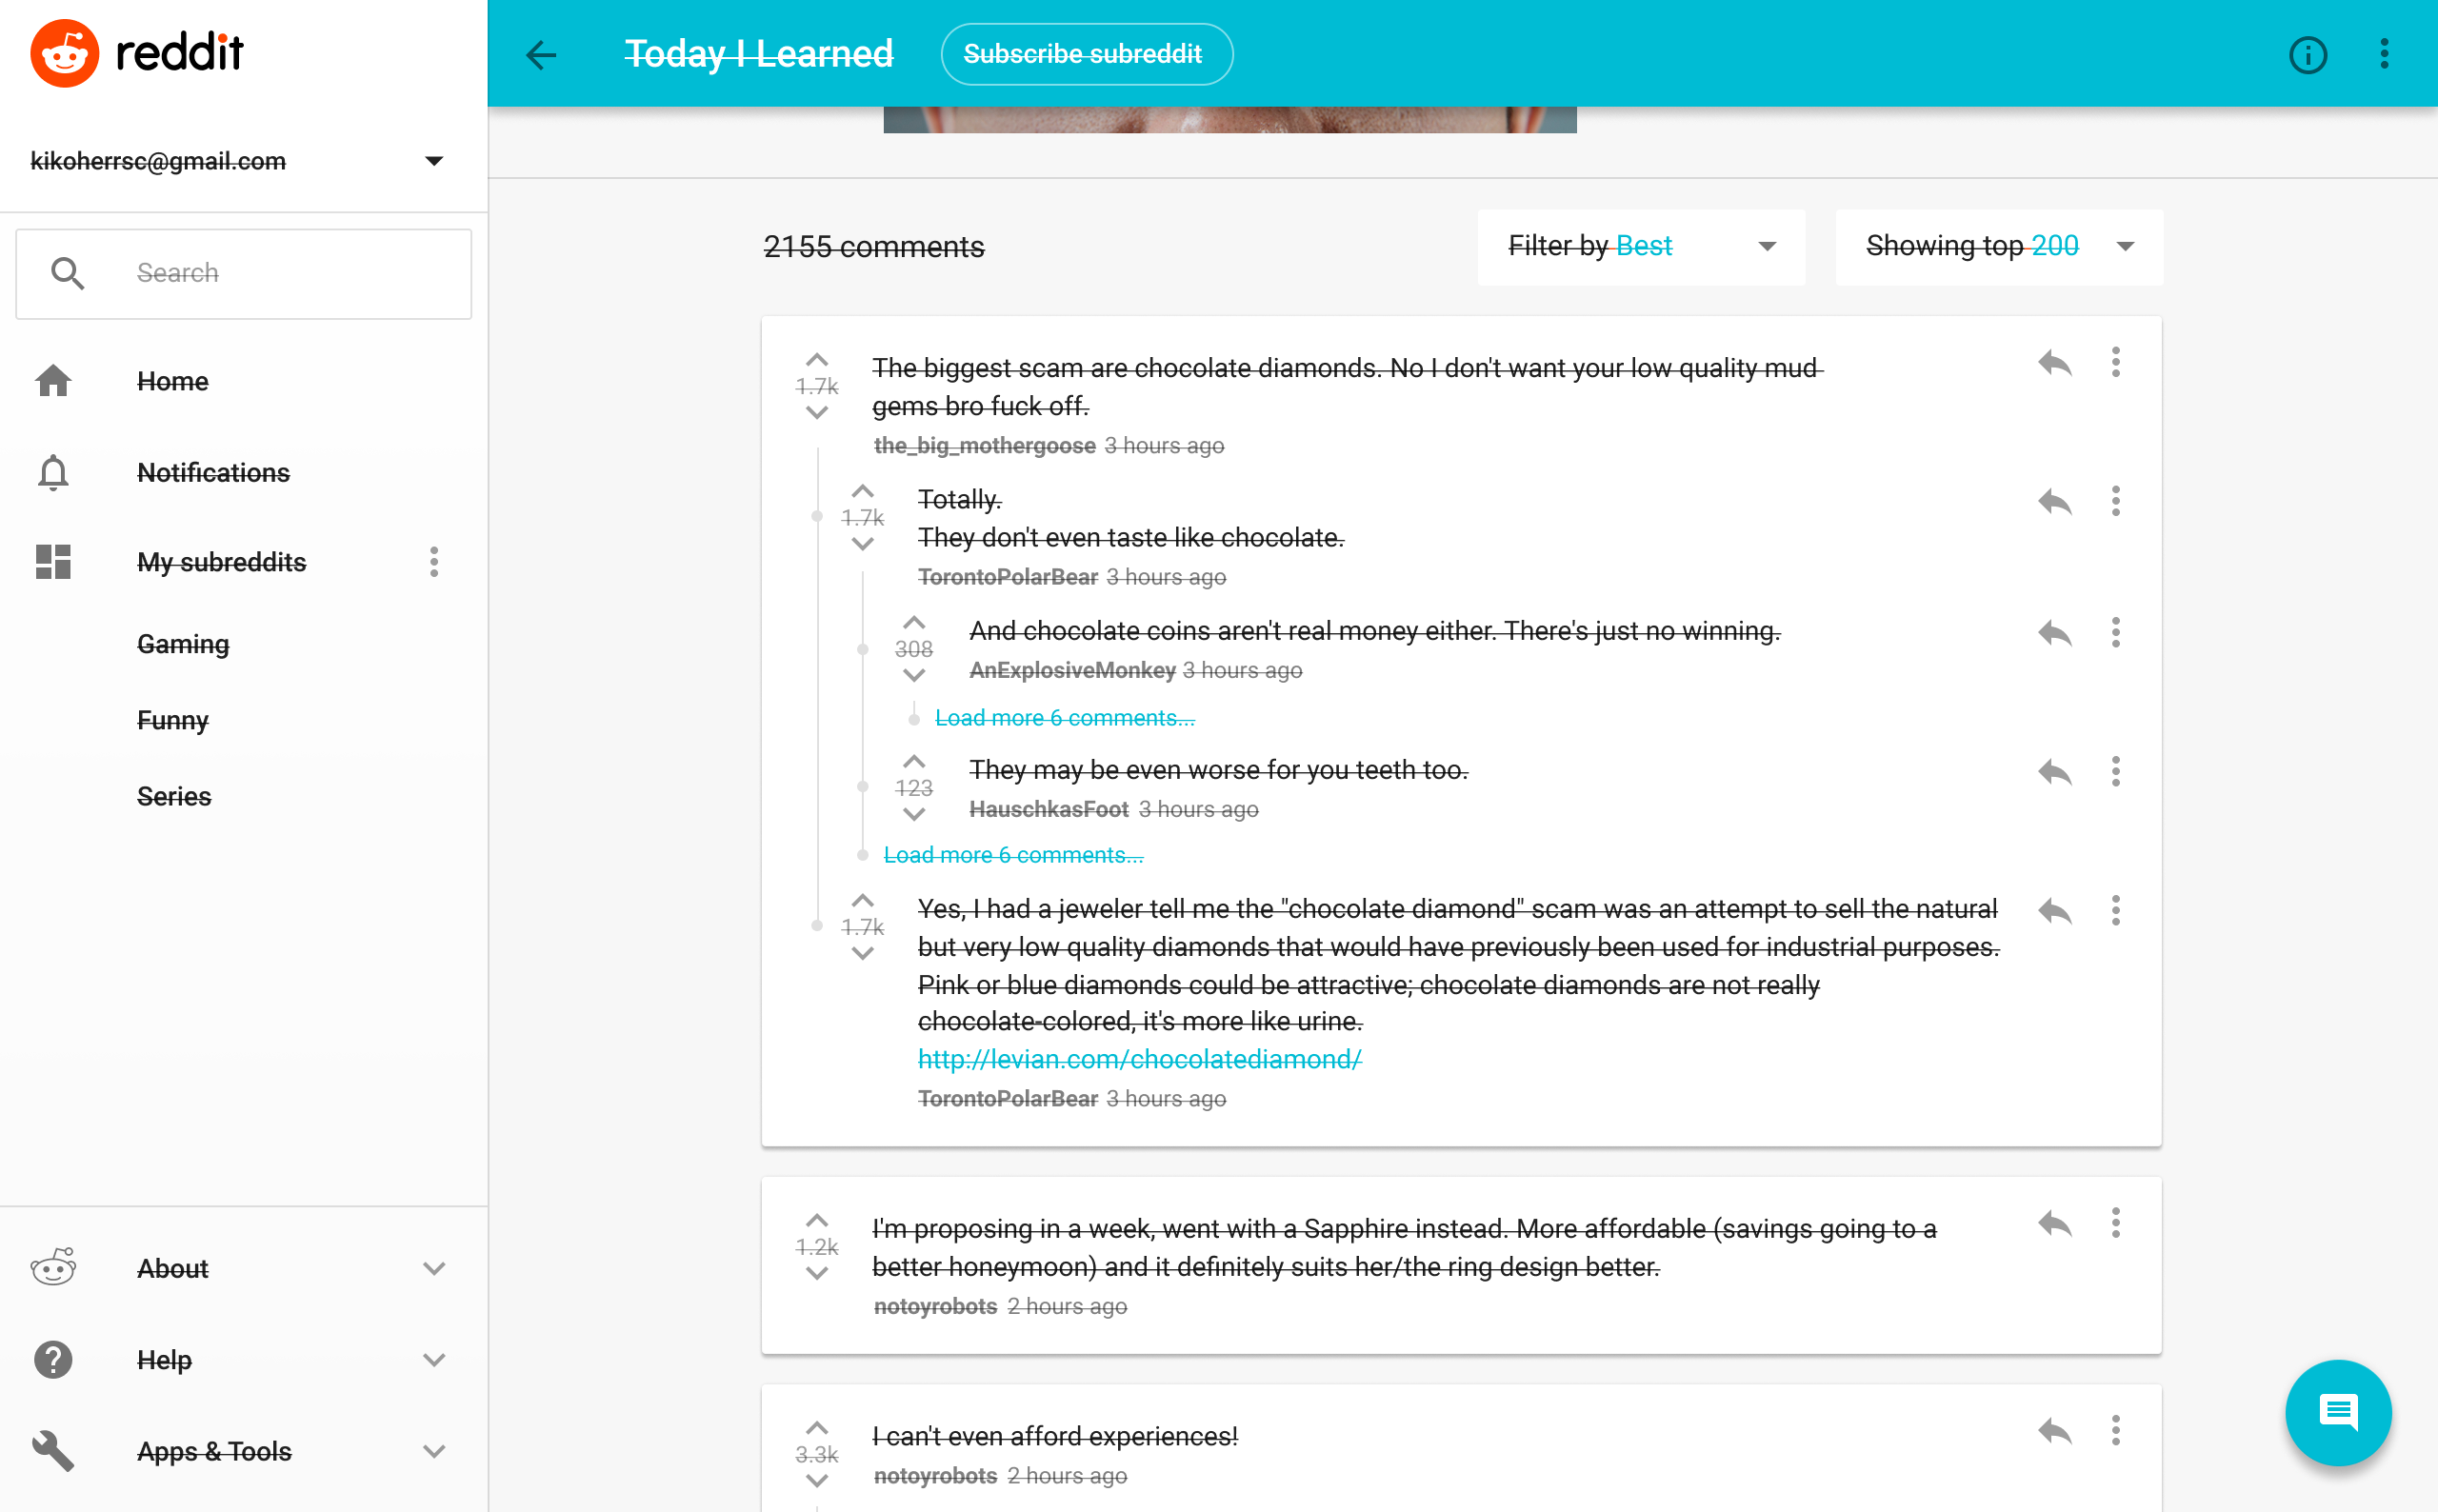 reddit
kikoherrsc@gmail.com
Search
Home
Notifications
My subreddits
Gaming
Funny
Series
About
Help
Apps & Tools
Today I Learned
Subscribe subreddit
2155 comments
Filter by Best
Showing top 200
1.7k
The biggest scam are chocolate diamonds. No I don't want your low quality mud
gems bro fuck off.
the_big_mothergoose 3 hours ago
1.7k
Totally.
They don't even taste like chocolate.
TorontoPolarBear 3 hours ago
308
And chocolate coins aren't real money either. There's just no winning.
AnExplosiveMonkey 3 hours ago
Load more 6 comments...
123
They may be even worse for you teeth too.
HauschkasFoot 3 hours ago
Load more 6 comments...
1.7k
Yes, I had a jeweler tell me the "chocolate diamond" scam was an attempt to sell the natural
but very low quality diamonds that would have previously been used for industrial purposes.
Pink or blue diamonds could be attractive; chocolate diamonds are not really
chocolate-colored, it's more like urine.
http://levian.com/chocolatediamond/
TorontoPolarBear 3 hours ago
1.2k
I'm proposing in a week, went with a Sapphire instead. More affordable (savings going to a
better honeymoon) and it definitely suits her/the ring design better.
notoyrobots 2 hours ago
3.3k
I can't even afford experiences!
notoyrobots 2 hours ago